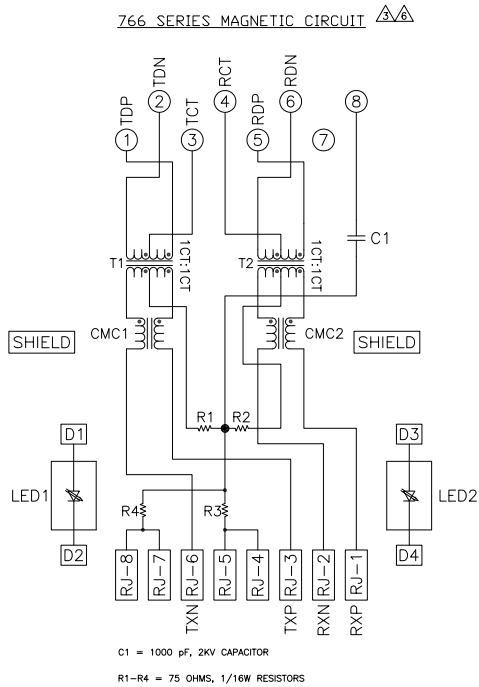 766 SERIES MAGNETIC CIRCUIT 3 6
TDP TDN TCT RCT RDP RDN
1 2 3 4 5 6 7 8
C1
T1 1CT:1CT T2 1CT:1CT
CMC1 CMC2
SHIELD SHIELD
R1 R2
D1 D3
LED1 LED2
R4 R3
D2 D4
RJ-8 RJ-7 RJ-6 RJ-5 RJ-4 RJ-3 RJ-2 RJ-1
TXN TXP RXN RXP
C1 = 1000 pF, 2KV CAPACITOR
R1-R4 = 75 OHMS, 1/16W RESISTORS